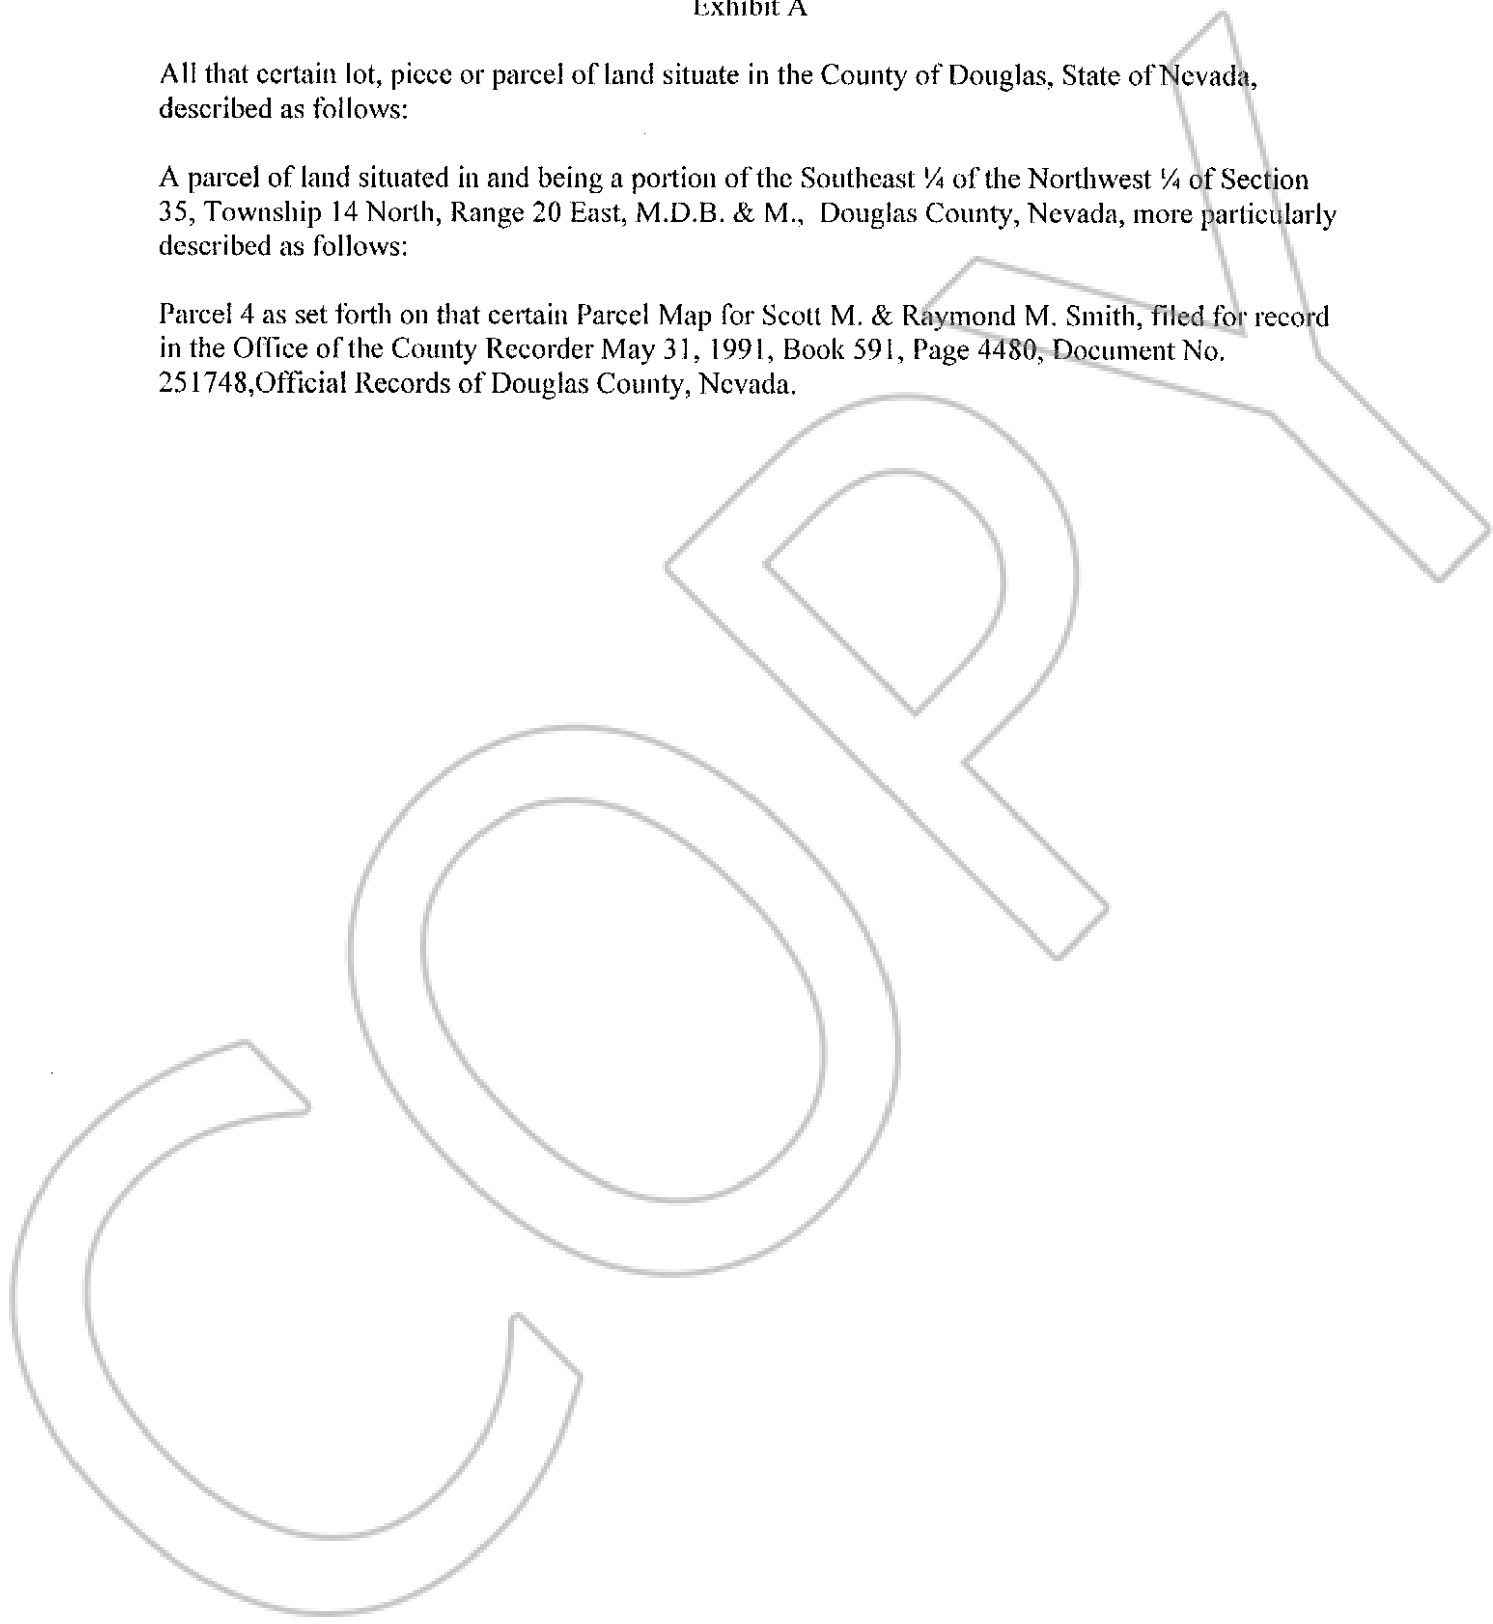 Exhibit A
All that certain lot, piece or parcel of land situate in the County of Douglas, State of Nevada,
described as follows:
A parcel of land situated in and being a portion of the Southeast ¼ of the Northwest ¼ of Section
35, Township 14 North, Range 20 East, M.D.B. & M., Douglas County, Nevada, more particularly
described as follows:
Parcel 4 as set forth on that certain Parcel Map for Scott M. & Raymond M. Smith, filed for record
in the Office of the County Recorder May 31, 1991, Book 591, Page 4480, Document No.
251748,Official Records of Douglas County, Nevada.
COPY